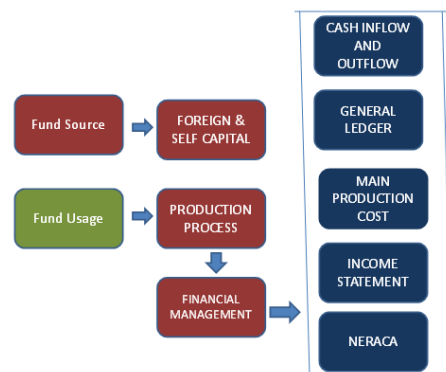 Fund Source
FOREIGN &
SELF CAPITAL
Fund Usage
PRODUCTION
PROCESS
FINANCIAL
MANAGEMENT
CASH INFLOW
AND
OUTFLOW
GENERAL
LEDGER
MAIN
PRODUCTION
COST
INCOME
STATEMENT
NERACA